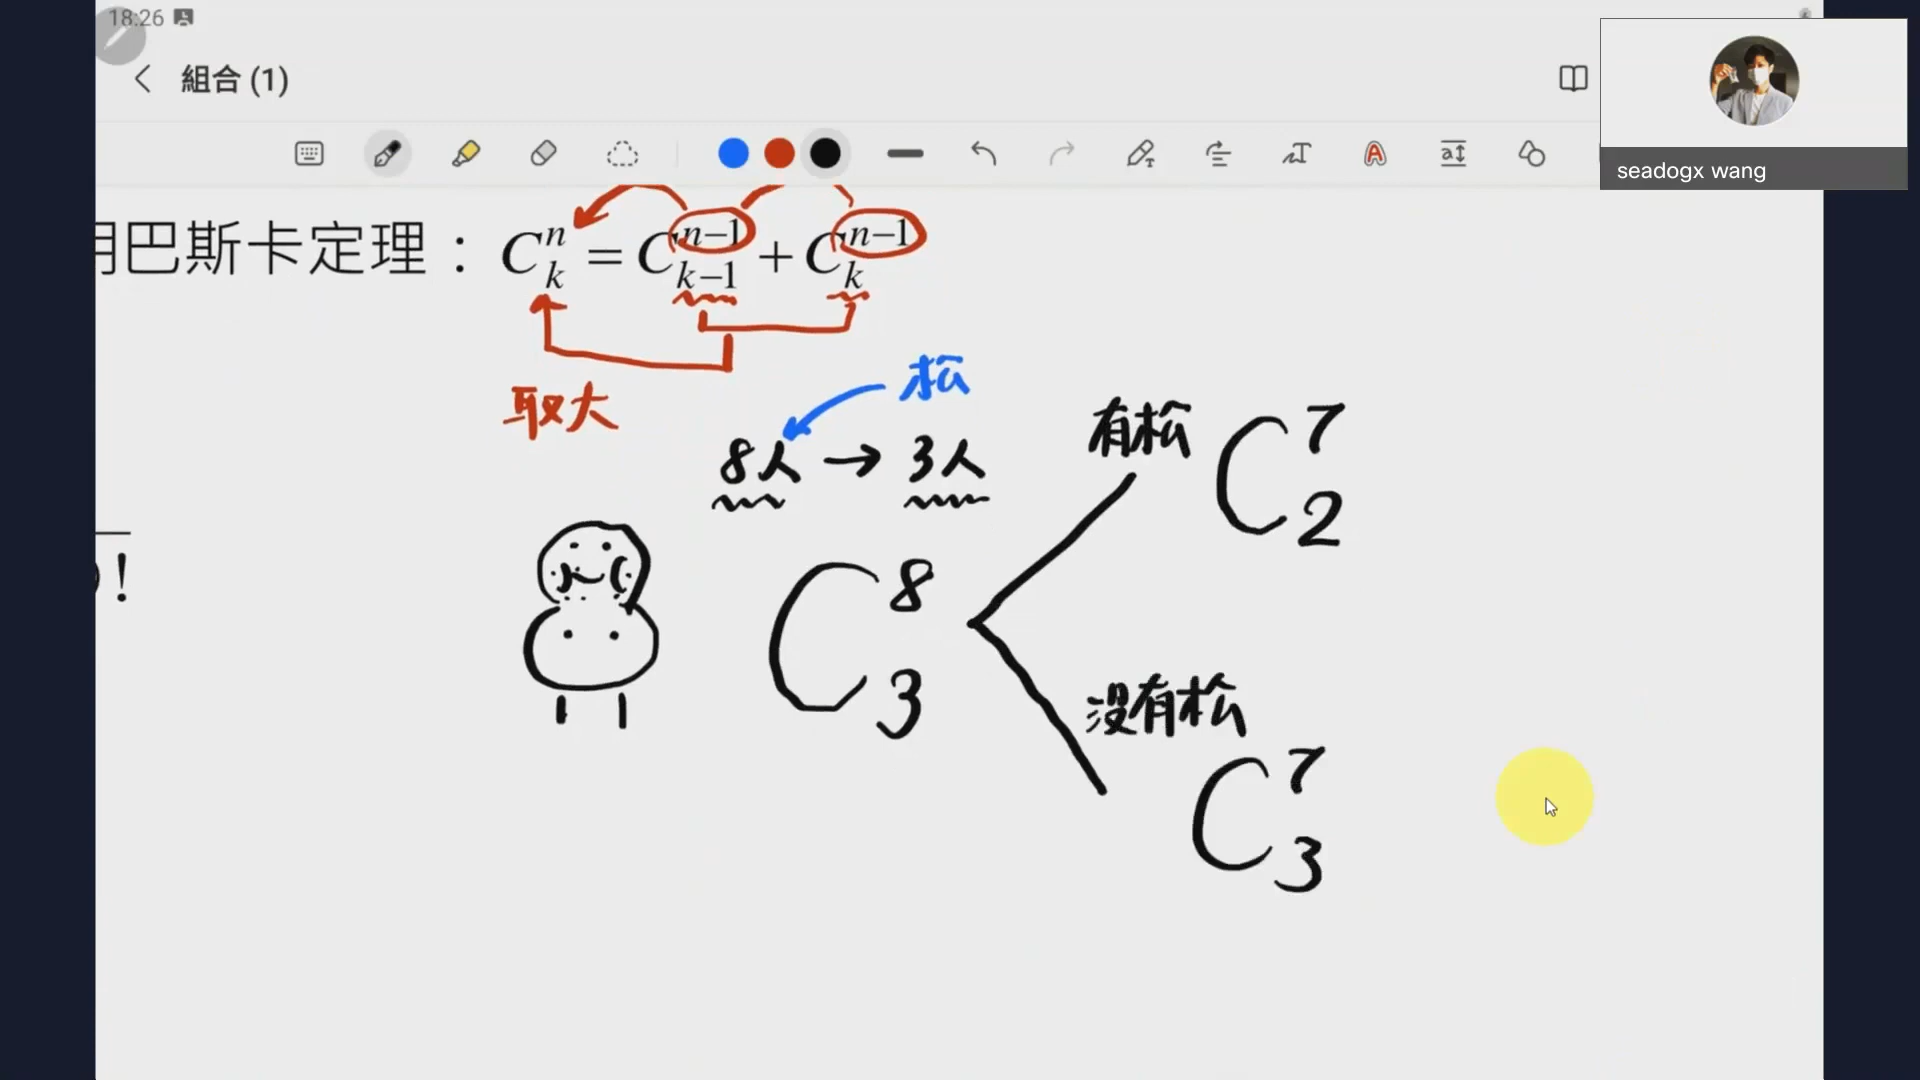 18:26
組合 (1)
seadogx wang
巴斯卡定理：C^n_k = C^{n-1}_{k-1} + C^{n-1}_k
取大
松
8人 → 3人
有松 C^7_2
C^8_3
没有松
C^7_3
!